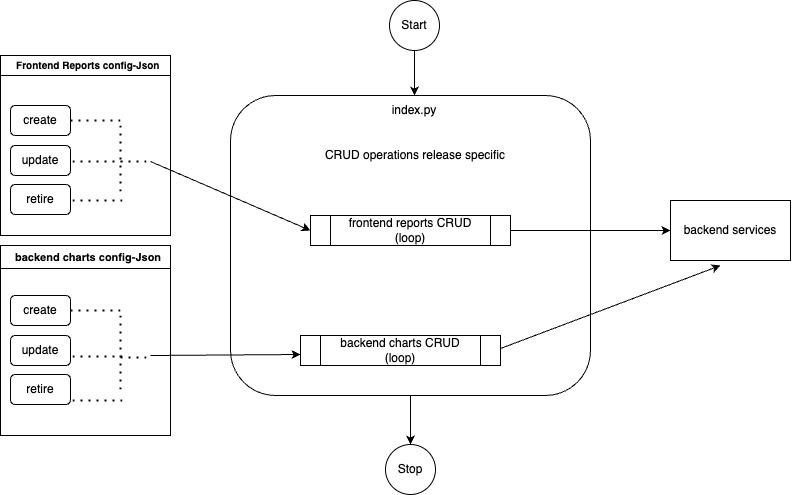 Start
Frontend Reports config-Json
create
update
retire
index.py
CRUD operations release specific
frontend reports CRUD
(loop)
backend services
backend charts config-Json
create
update
retire
backend charts CRUD
(loop)
Stop